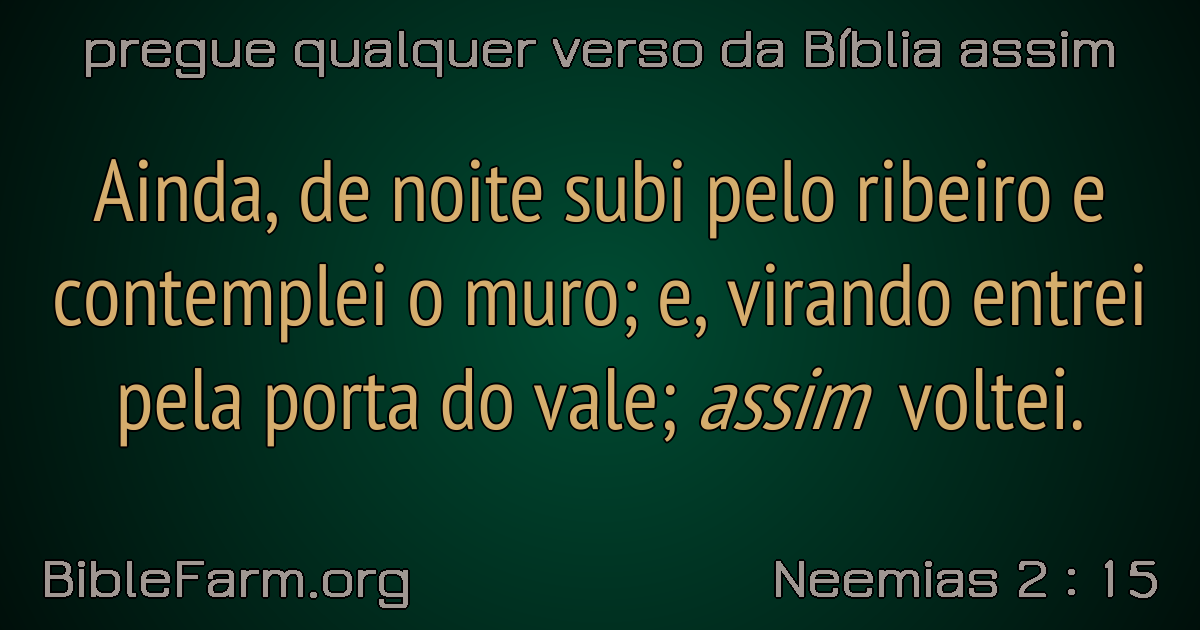 pregue qualquer verso da Bíblia assim
Ainda, de noite subi pelo ribeiro e
contemplei o muro; e, virando entrei
pela porta do vale; assim voltei.
BibleFarm.org
Neemias 2 : 15